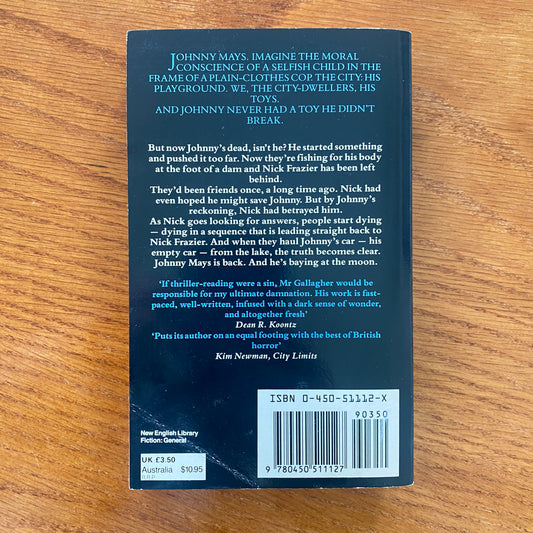 JOHNNY MAYS. IMAGINE THE MORAL
CONSCIENCE OF A SELFISH CHILD IN THE
FRAME OF A PLAIN-CLOTHES COP. THE CITY: HIS
PLAYGROUND. WE, THE CITY-DWELLERS, HIS
TOYS.
AND JOHNNY NEVER HAD A TOY HE DIDN'T
BREAK.
But now Johnny's dead, isn't he? He started something
and pushed it too far. Now they're fishing for his body
at the foot of a dam and Nick Frazier has been left
behind.
They'd been friends once, a long time ago. Nick had
even hoped he might save Johnny. But by Johnny's
reckoning, Nick had betrayed him.
As Nick goes looking for answers, people start dying
— dying in a sequence that is leading straight back to
Nick Frazier. And when they haul Johnny's car — his
empty car — from the lake, the truth becomes clear.
Johnny Mays is back. And he's baying at the moon.
'If thriller-reading were a sin, Mr Gallagher would be
responsible for my ultimate damnation. His work is fast-
paced, well-written, infused with a dark sense of wonder,
and altogether fresh'
Dean R. Koontz
'Puts its author on an equal footing with the best of British
horror'
Kim Newman, City Limits
ISBN 0-450-51112-X
90350
9 780450 511127
New English Library
Fiction: General
UK £3.50
Australia $10.95